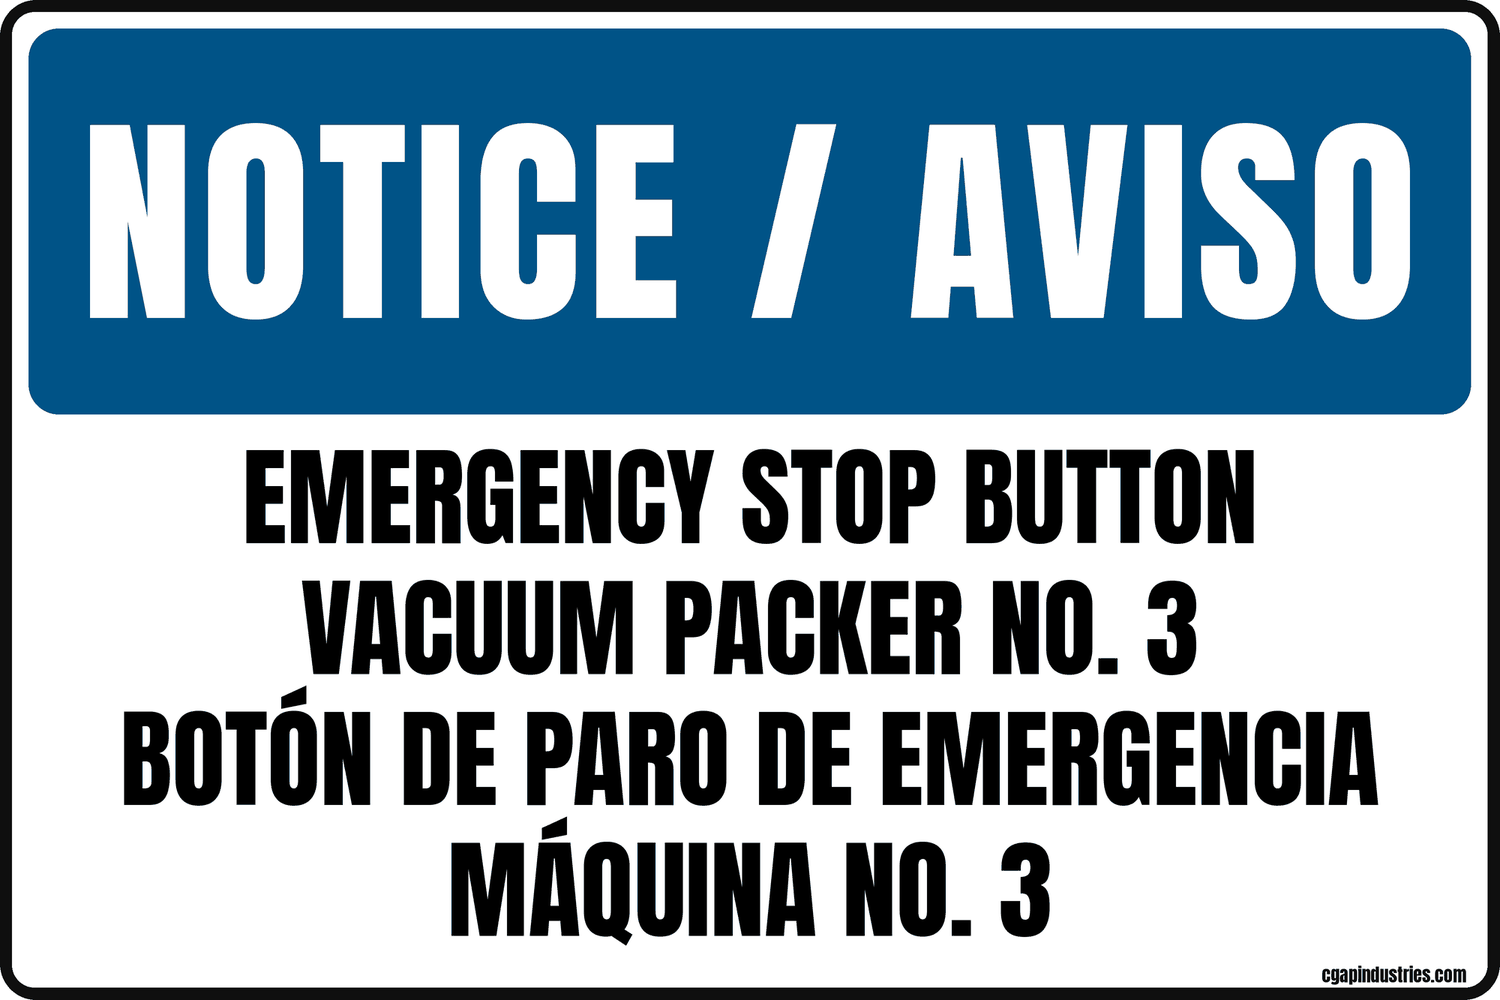 NOTICE / AVISO
EMERGENCY STOP BUTTON
VACUUM PACKER NO. 3
BOTÓN DE PARO DE EMERGENCIA
MÁQUINA NO. 3
cgapindustries.com